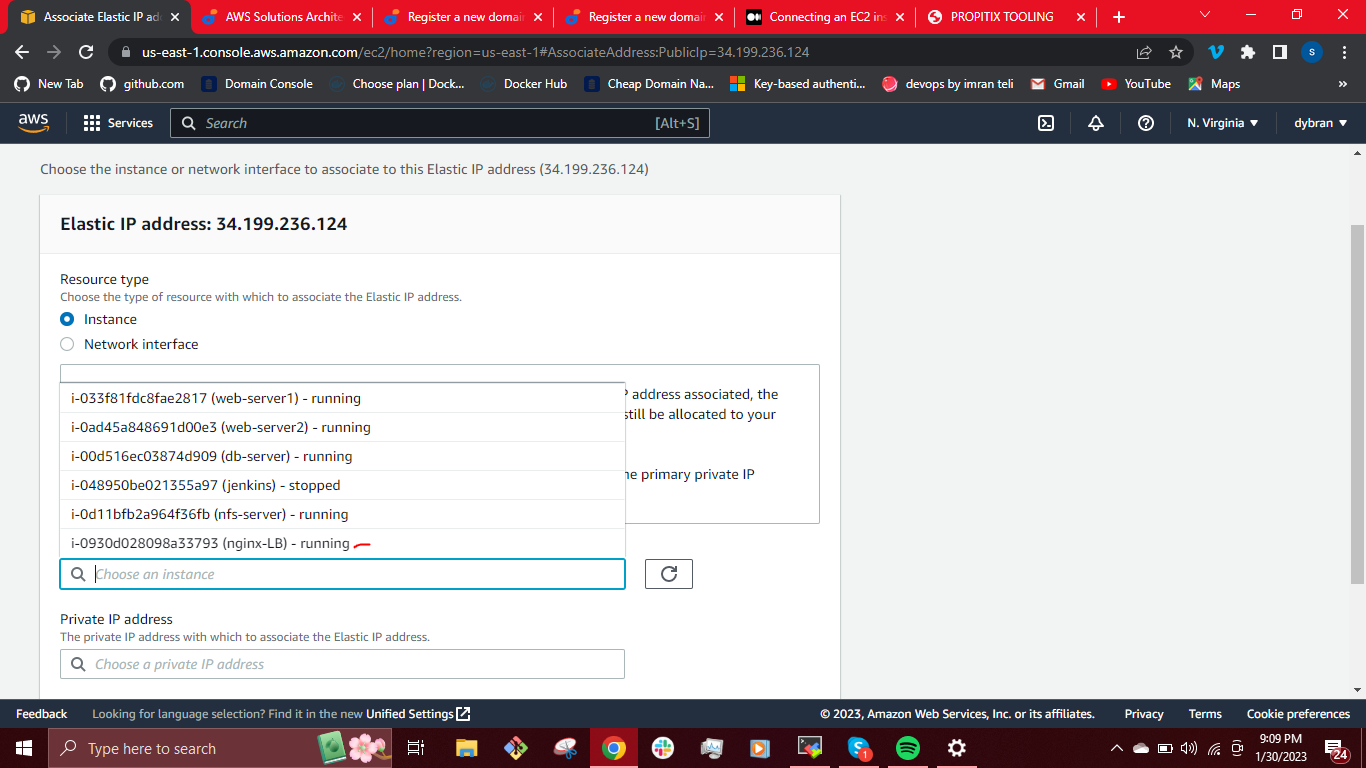 Associate Elastic IP ad
AWS Solutions Archite
Register a new domain
Register a new domain
Connecting an EC2 ins
PROPITIX TOOLING
us-east-1.console.aws.amazon.com/ec2/home?region=us-east-1#AssociateAddress:PublicIp=34.199.236.124
S
New Tab
github.com
Domain Console
Choose plan | Dock...
Docker Hub
Cheap Domain Na...
Key-based authenti...
devops by imran teli
Gmail
YouTube
Maps
»
aws
Services
Search
[Alt+S]
N. Virginia
dybran
Choose the instance or network interface to associate to this Elastic IP address (34.199.236.124)
Elastic IP address: 34.199.236.124
Resource type
Choose the type of resource with which to associate the Elastic IP address.
Instance
Network interface
address associated, the
still be allocated to your
primary private IP
i-033f81fdc8fae2817 (web-server1) - running
i-0ad45a848691d00e3 (web-server2) - running
i-00d516ec03874d909 (db-server) - running
i-048950be021355a97 (jenkins) - stopped
i-0d11bfb2a964f36fb (nfs-server) - running
i-0930d028098a33793 (nginx-LB) - running
Choose an instance
Private IP address
The private IP address with which to associate the Elastic IP address.
Choose a private IP address
Feedback
Looking for language selection? Find it in the new Unified Settings
© 2023, Amazon Web Services, Inc. or its affiliates.
Privacy
Terms
Cookie preferences
Type here to search
1
9:09 PM
1/30/2023
24